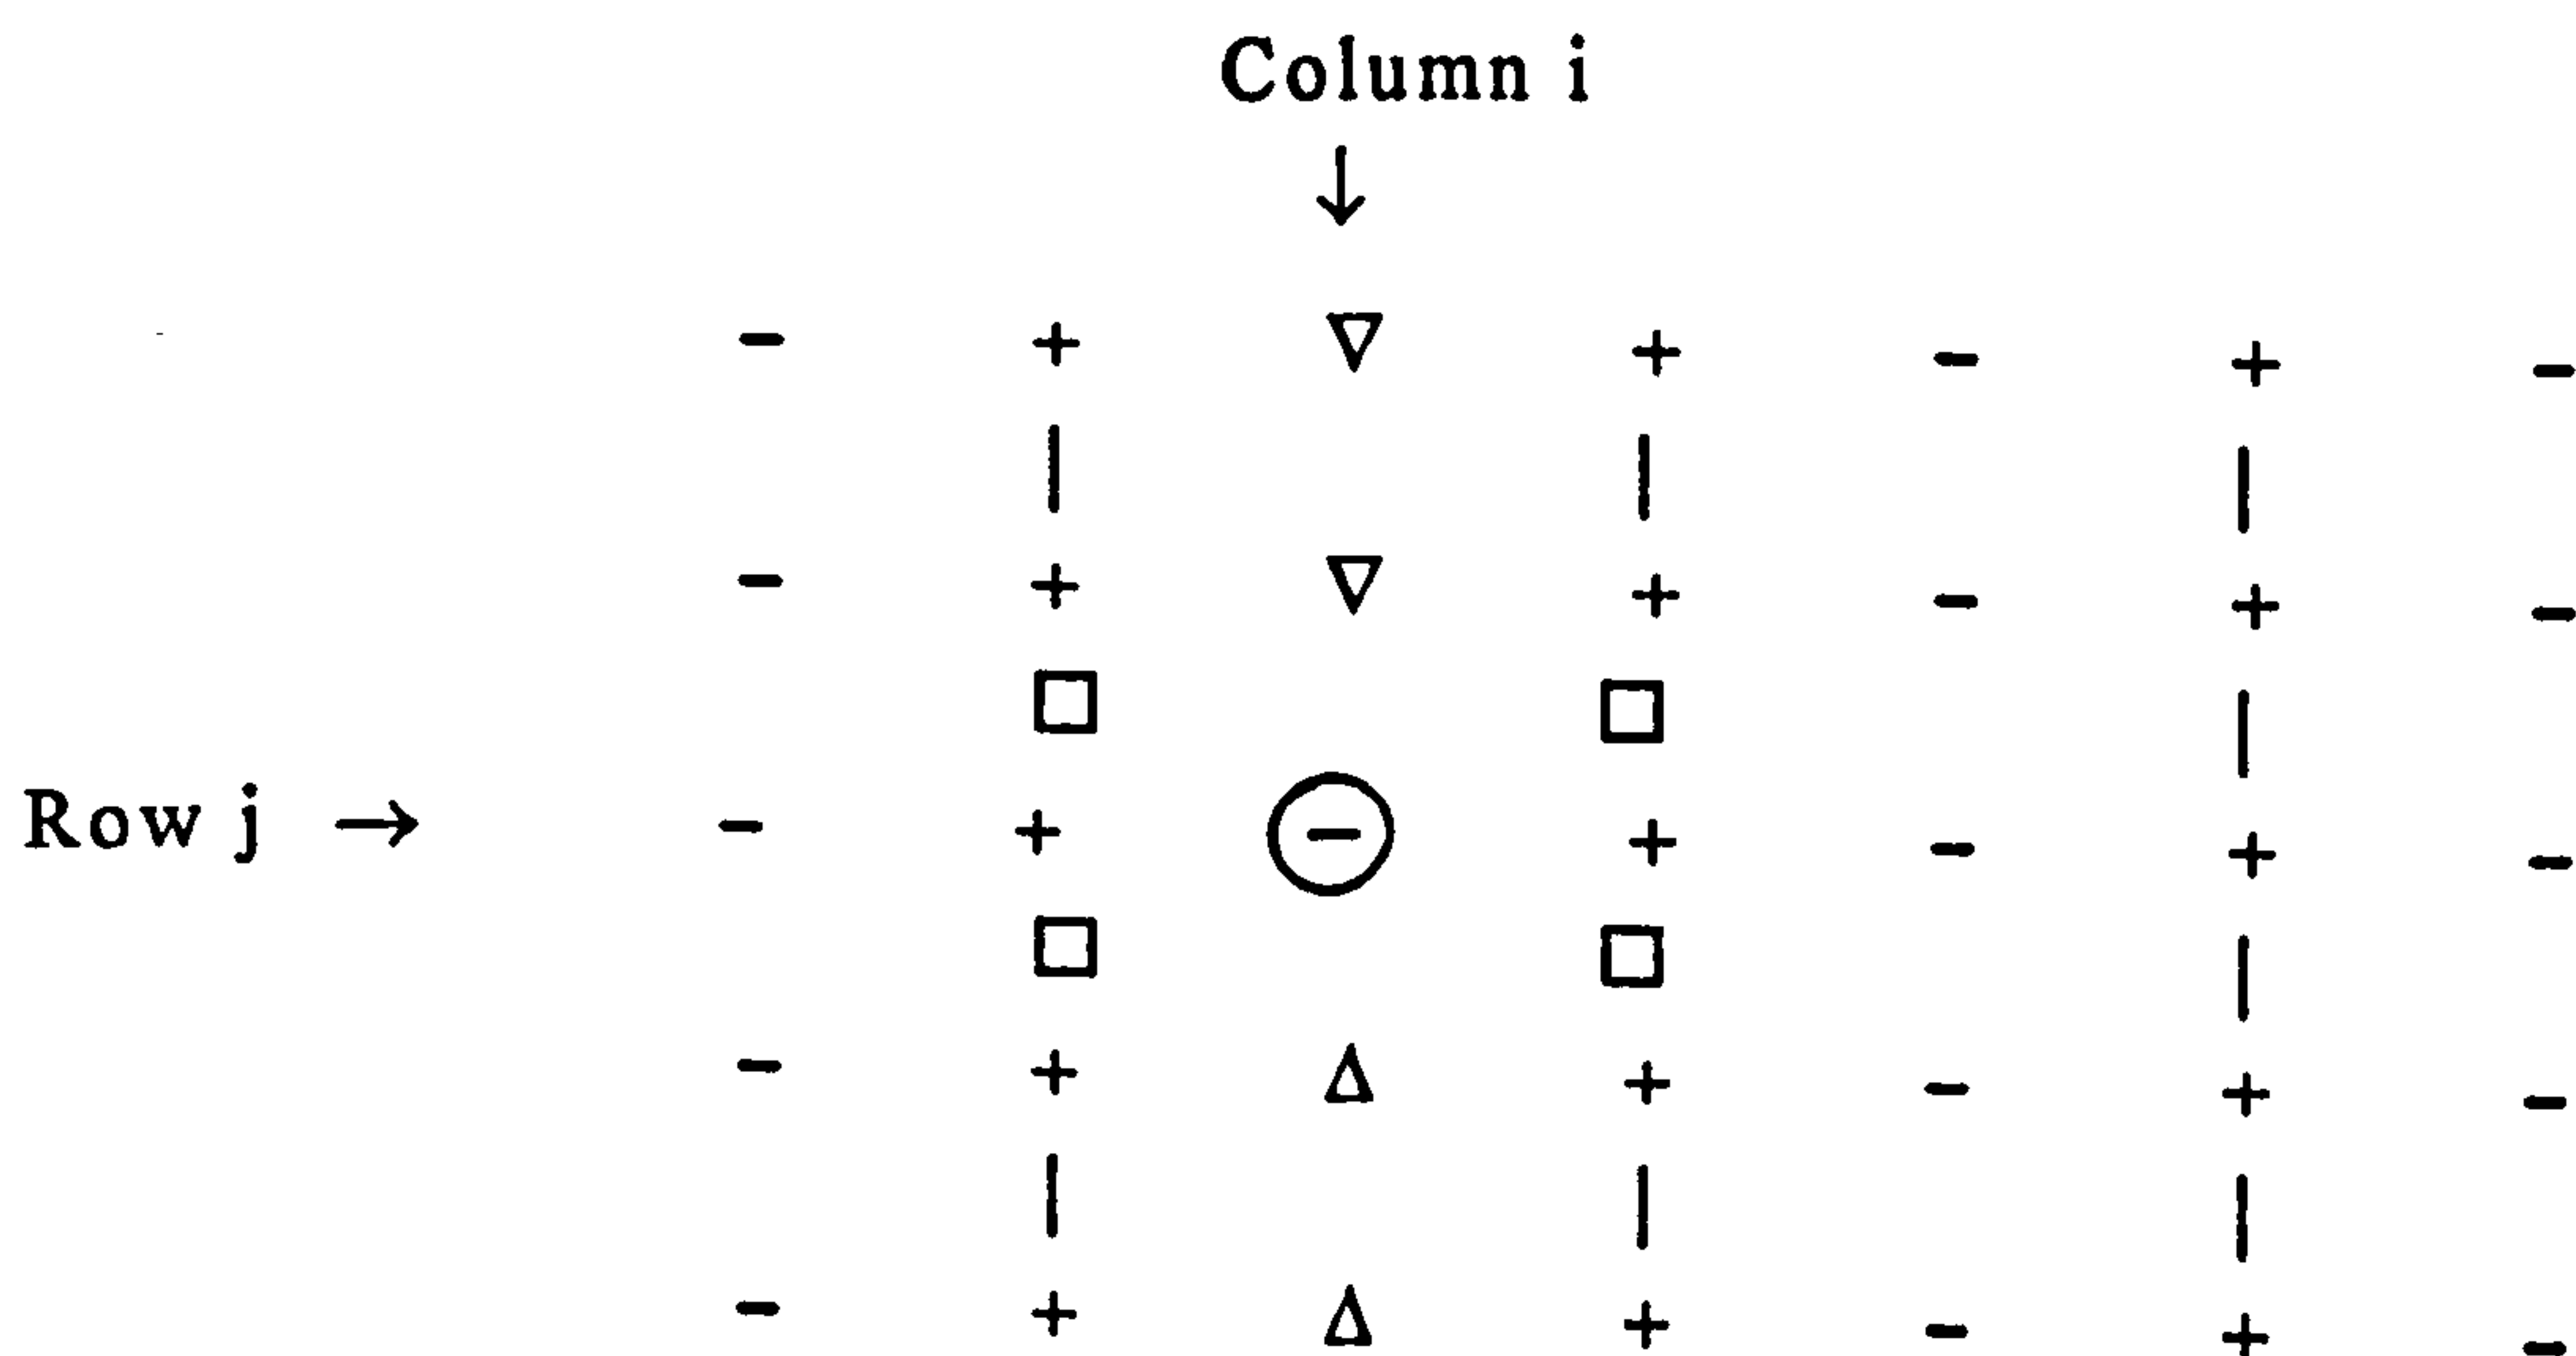 Column i
↓
- + ▽ + - + -
| | |
- + ▽ + - + -
□ □ |
Row j → - + ⊖ + - + -
□ □ |
- + △ + - + -
| | |
- + △ + - + -